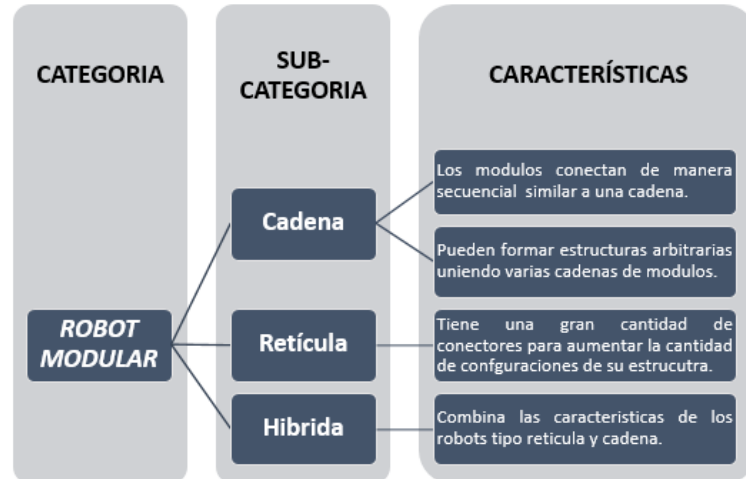 CATEGORIA
SUB-
CATEGORIA
CARACTERÍSTICAS
ROBOT
MODULAR
Cadena
Los modulos conectan de manera
secuencial similar a una cadena.
Pueden formar estructuras arbitrarias
uniendo varias cadenas de modulos.
Retícula
Tiene una gran cantidad de
conectores para aumentar la cantidad
de confguraciones de su estrucutra.
Hibrida
Combina las caracteristicas de los
robots tipo reticula y cadena.